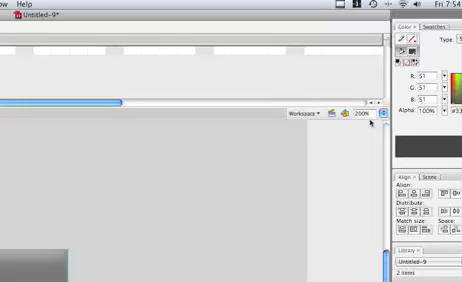 Help
Fri 7:54
Untitled-9*
Color × Swatches
Type:
R: 51
G: 51
B: 51
Alpha: 100%
Workspace ▾ 200%
Align × Scene
Align:
Distribute:
Match size: Space:
Library ×
Untitled-9
2 items